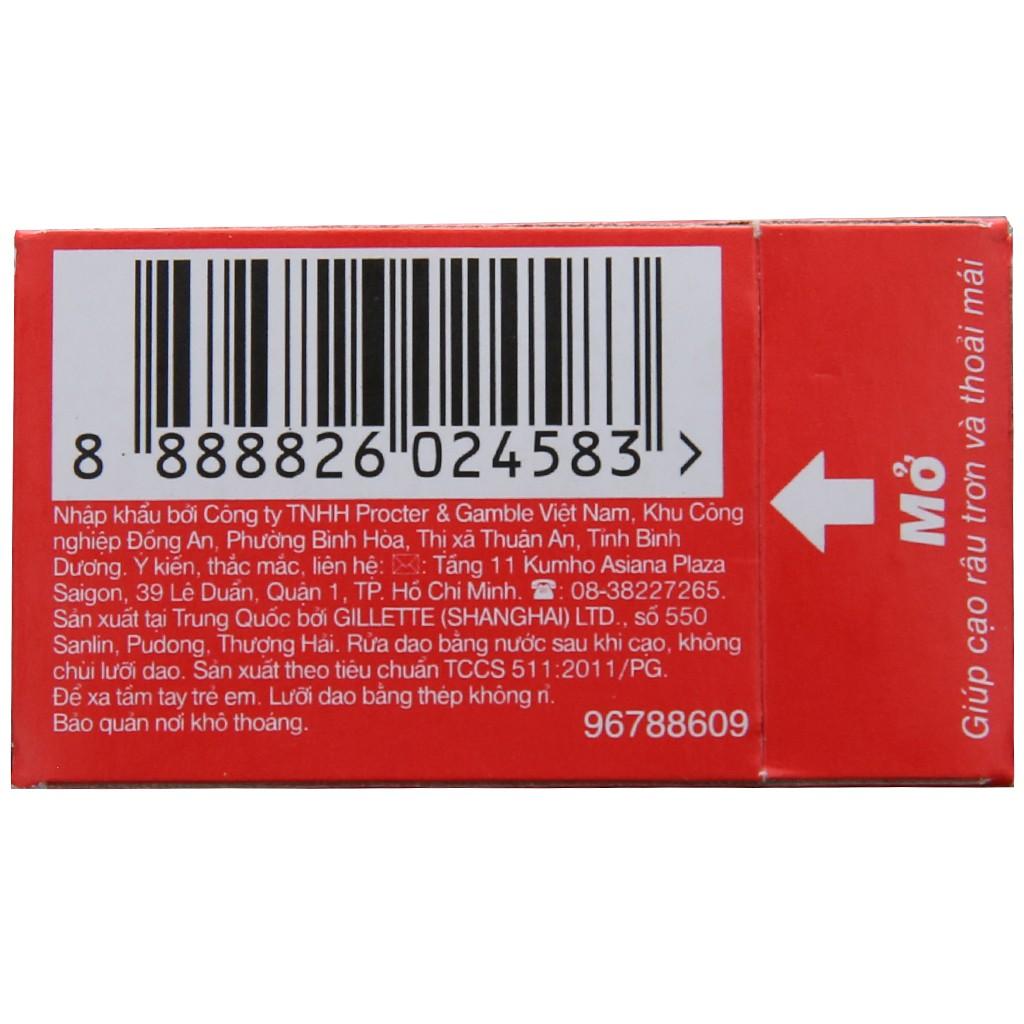 8 888826 024583 >
Nhập khẩu bởi Công ty TNHH Procter & Gamble Việt Nam, Khu Công
nghiệp Đồng An, Phường Bình Hòa, Thị xã Thuận An, Tỉnh Bình
Dương. Ý kiến, thắc mắc, liên hệ: ✉: Tầng 11 Kumho Asiana Plaza
Saigon, 39 Lê Duẩn, Quận 1, TP. Hồ Chí Minh. ☎: 08-38227265.
Sản xuất tại Trung Quốc bởi GILLETTE (SHANGHAI) LTD., số 550
Sanlin, Pudong, Thượng Hải. Rửa dao bằng nước sau khi cạo, không
chùi lưỡi dao. Sản xuất theo tiêu chuẩn TCCS 511:2011/PG.
Để xa tầm tay trẻ em. Lưỡi dao bằng thép không rỉ.
Bảo quản nơi khô thoáng.
96788609
Mở
Giúp cạo râu trơn và thoải mái